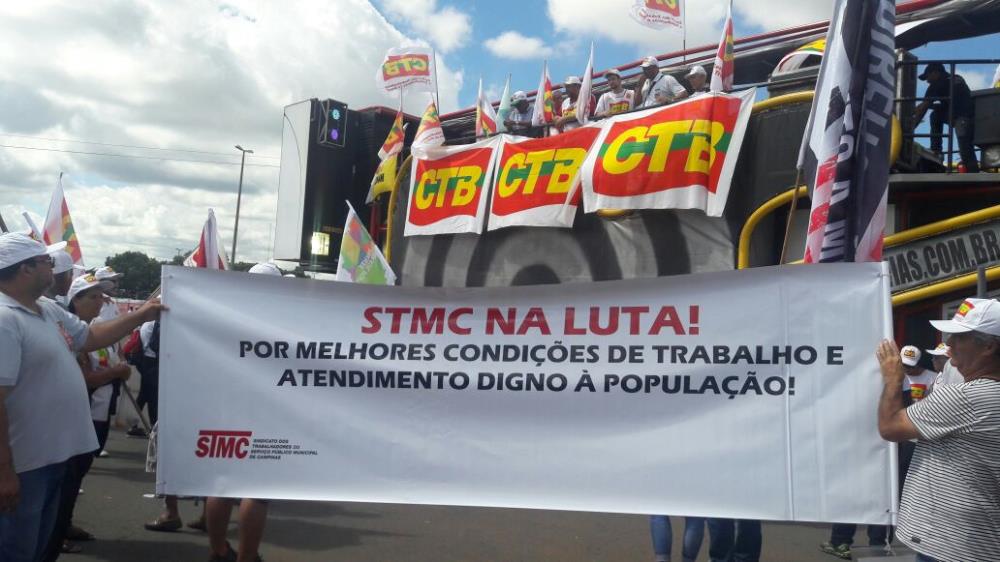 CTB
CTB
CTB
CTB
IAS.COM.BR
STMC NA LUTA!
POR MELHORES CONDIÇÕES DE TRABALHO E
ATENDIMENTO DIGNO À POPULAÇÃO!
STMC
SINDICATO DOS
TRABALHADORES DO
SERVIÇO PÚBLICO MUNICIPAL
DE CAMPINAS